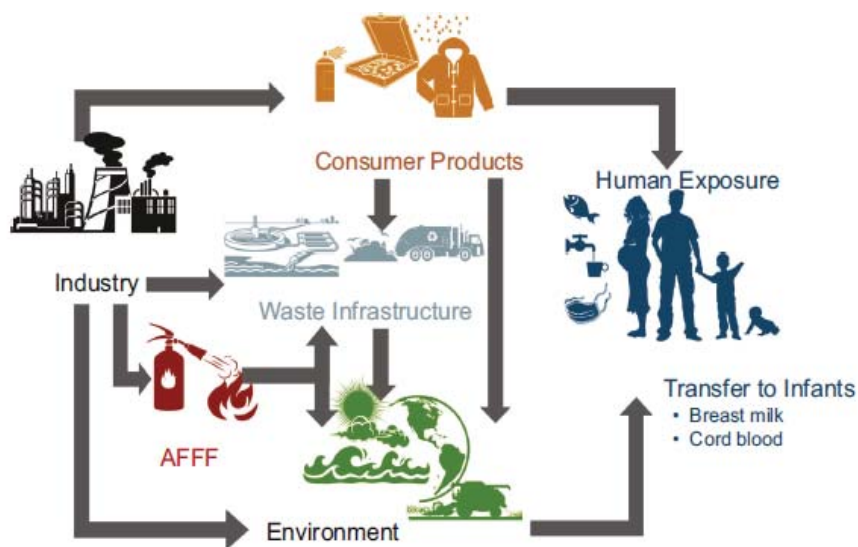 Consumer Products
Human Exposure
Industry
Waste Infrastructure
Transfer to Infants
• Breast milk
• Cord blood
AFFF
Environment